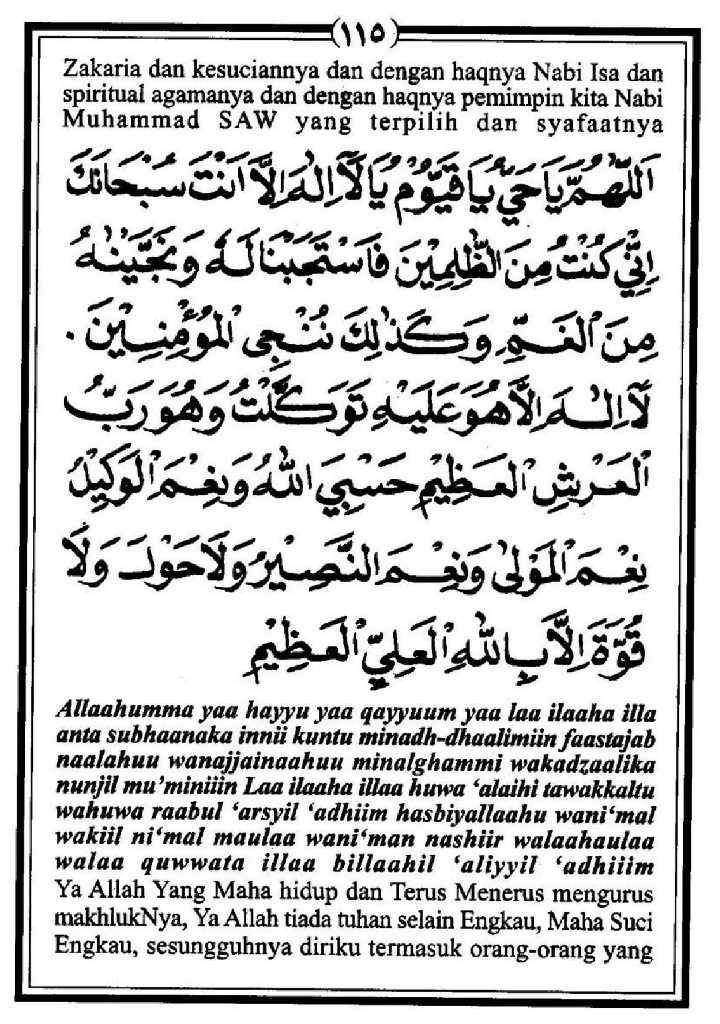 (١١٥)
Zakaria dan kesuciannya dan dengan haqnya Nabi Isa dan
spiritual agamanya dan dengan haqnya pemimpin kita Nabi
Muhammad SAW yang terpilih dan syafaatnya
اَللّٰهُمَّ يَا حَيُّ يَا قَيُّوْمُ يَا لَآ اِلٰهَ اِلَّا اَنْتَ سُبْحَانَكَ
اِنِّيْ كُنْتُ مِنَ الظّٰلِمِيْنَ فَاسْتَجَبْنَا لَهُ وَنَجَّيْنٰهُ
مِنَ الْغَمِّ وَكَذٰلِكَ نُنْجِى الْمُؤْمِنِيْنَ .
لَآ اِلٰهَ اِلَّا هُوَ عَلَيْهِ تَوَكَّلْتُ وَهُوَ رَبُّ
الْعَرْشِ الْعَظِيْمِ حَسْبِيَ اللّٰهُ وَنِعْمَ الْوَكِيْلُ
نِعْمَ الْمَوْلٰى وَنِعْمَ النَّصِيْرُ وَلَا حَوْلَ وَلَا
قُوَّةَ اِلَّا بِاللّٰهِ الْعَلِيِّ الْعَظِيْمِ
Allaahumma yaa hayyu yaa qayyuum yaa laa ilaaha illa
anta subhaanaka innii kuntu minadh-dhaalimiin faastajab
naalahuu wanajjainaahuu minalghammi wakadzaalika
nunjil mu’miniiin Laa ilaaha illaa huwa ‘alaihi tawakkaltu
wahuwa raabul ‘arsyil ‘adhiim hasbiyallaahu wani‘mal
wakiil ni‘mal maulaa wani‘man nashiir walaahaulaa
walaa quwwata illaa billaahil ‘aliyyil ‘adhiiim
Ya Allah Yang Maha hidup dan Terus Menerus mengurus
makhlukNya, Ya Allah tiada tuhan selain Engkau, Maha Suci
Engkau, sesungguhnya diriku termasuk orang-orang yang